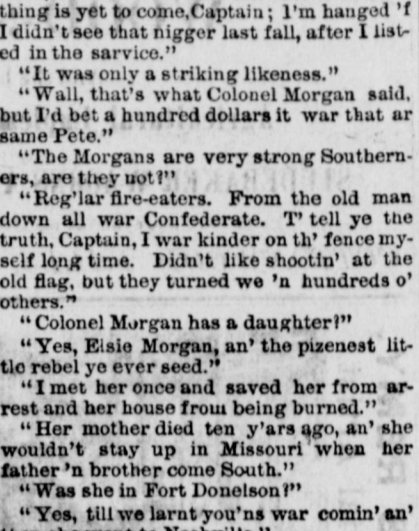 thing is yet to come, Captain; I'm hanged 'f
I didn't see that nigger last fall, after I list-
ed in the sarvice."
"It was only a striking likeness."
"Wall, that's what Colonel Morgan said,
but I'd bet a hundred dollars it war that ar
same Pete."
"The Morgans are very strong Southern-
ers, are they not?"
"Reg'lar fire-eaters. From the old man
down all war Confederate. T' tell ye the
truth, Captain, I war kinder on th' fence my-
self long time. Didn't like shootin' at the
old flag, but they turned we 'n hundreds o'
others."
"Colonel Morgan has a daughter?"
"Yes, Elsie Morgan, an' the pizenest lit-
tle rebel ye ever seed."
"I met her once and saved her from ar-
rest and her house from being burned."
"Her mother died ten y'ars ago, an' she
wouldn't stay up in Missouri when her
father 'n brother come South."
"Was she in Fort Donelson?"
"Yes, till we larnt you'ns war comin' an'